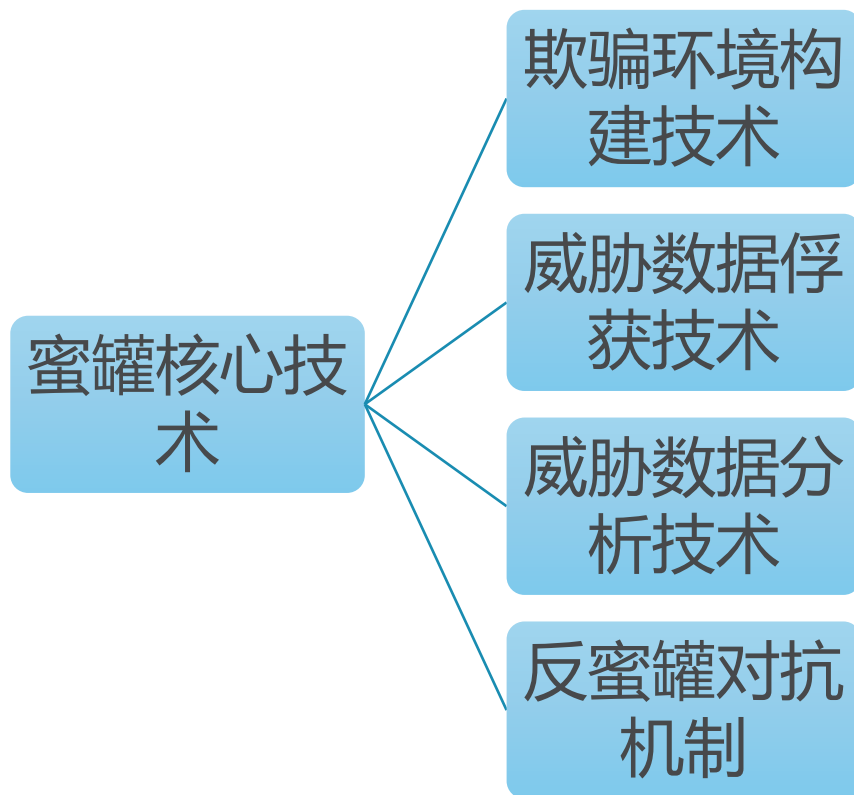 蜜罐核心技
术
欺骗环境构
建技术
威胁数据俘
获技术
威胁数据分
析技术
反蜜罐对抗
机制